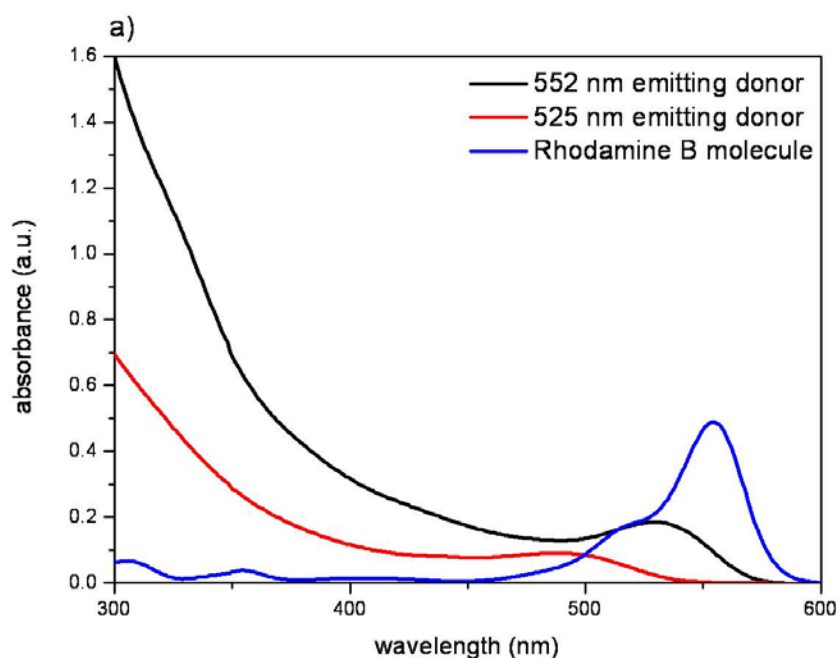 a)
1.6
552 nm emitting donor
525 nm emitting donor
Rhodamine B molecule
1.4
1.2
1.0
0.8
0.6
0.4
0.2
0.0
absorbance (a.u.)
300
400
500
600
wavelength (nm)